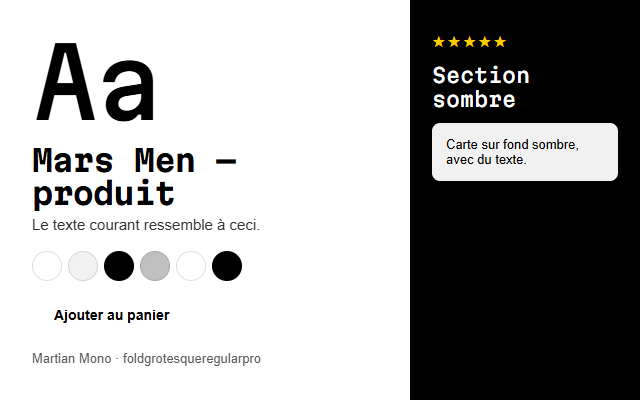 Aa
Mars Men —
produit
Le texte courant ressemble à ceci.
Ajouter au panier
Martian Mono · foldgrotesqueregularpro
★★★★★
Section
sombre
Carte sur fond sombre,
avec du texte.